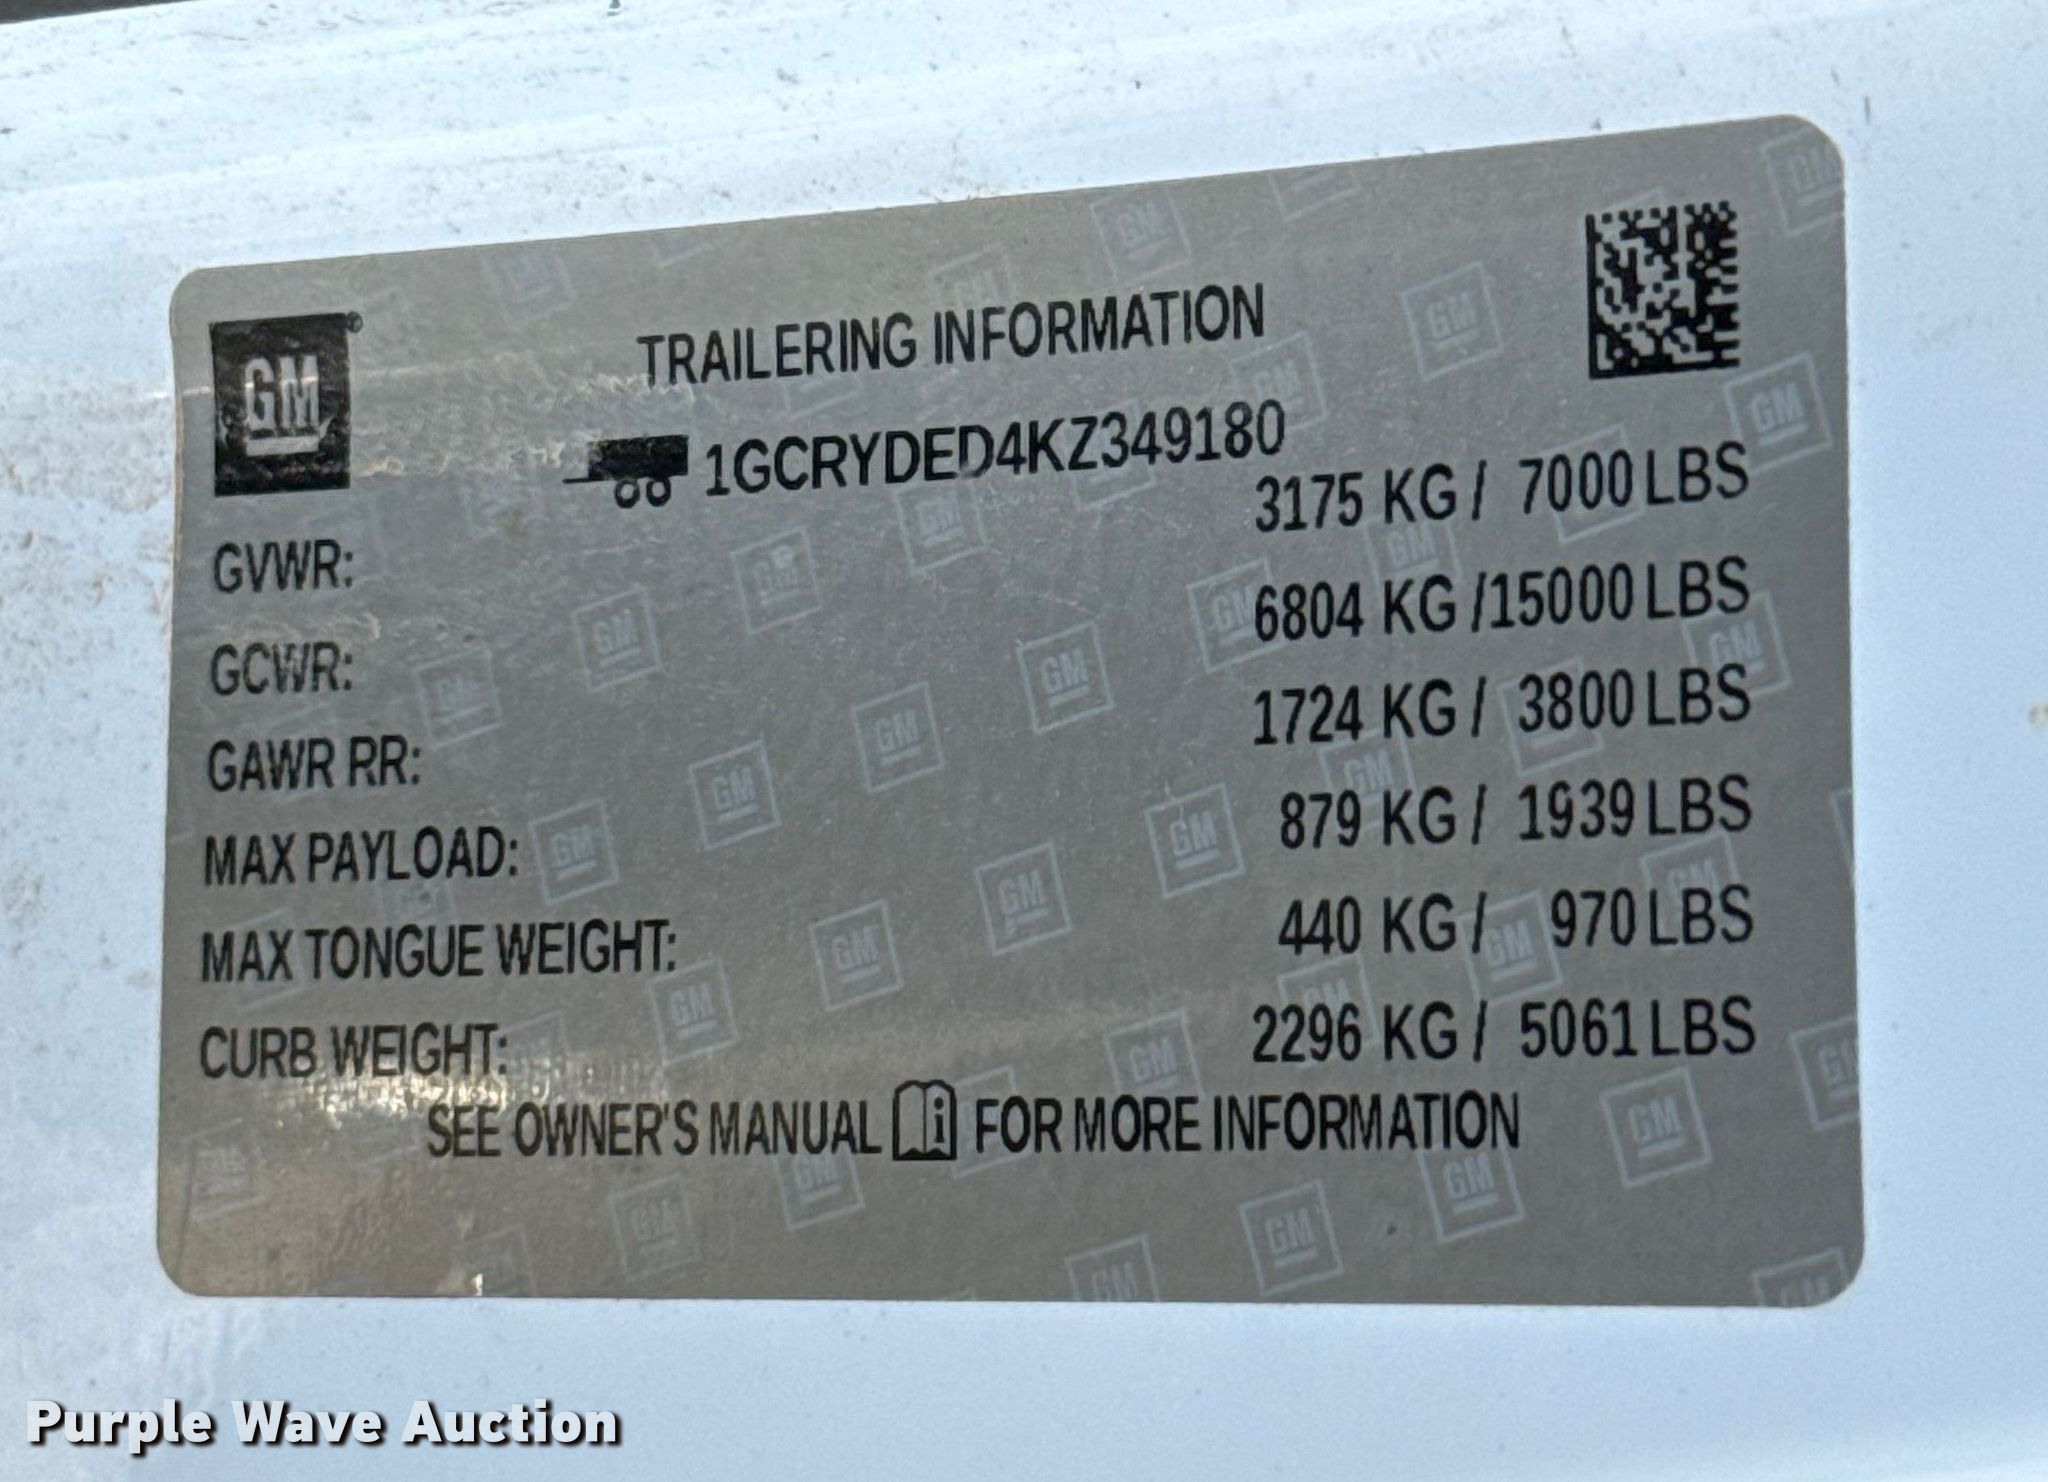 GM
TRAILERING INFORMATION
1GCRYDED4KZ349180
GVWR: 3175 KG / 7000 LBS
GCWR: 6804 KG /15000 LBS
GAWR RR: 1724 KG / 3800 LBS
MAX PAYLOAD: 879 KG / 1939 LBS
MAX TONGUE WEIGHT: 440 KG / 970 LBS
CURB WEIGHT: 2296 KG / 5061 LBS
SEE OWNER'S MANUAL FOR MORE INFORMATION
Purple Wave Auction